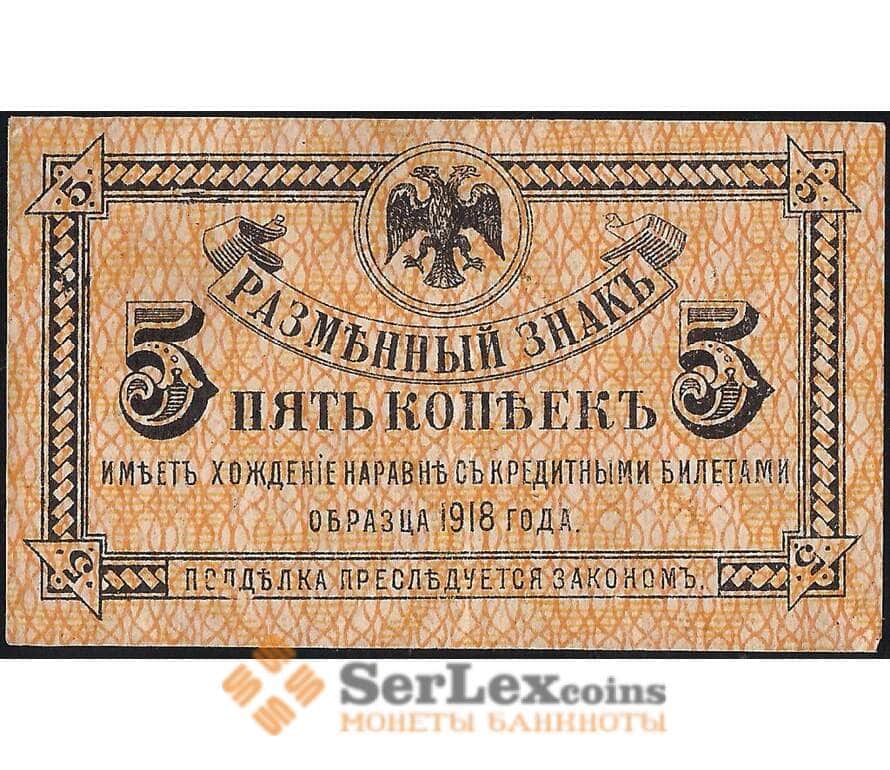 5 5
РАЗМѢННЫЙ ЗНАКЪ
5 5
ПЯТЬ КОПѢЕКЪ
ИМѢЕТЪ ХОЖДЕНІЕ НАРАВНѢ СЪ КРЕДИТНЫМИ БИЛЕТАМИ
ОБРАЗЦА 1918 ГОДА.
5 5
ПОДДѢЛКА ПРЕСЛѢДУЕТСЯ ЗАКОНОМЪ.
SERLEXCOINS
МОНЕТЫ БАНКНОТЫ